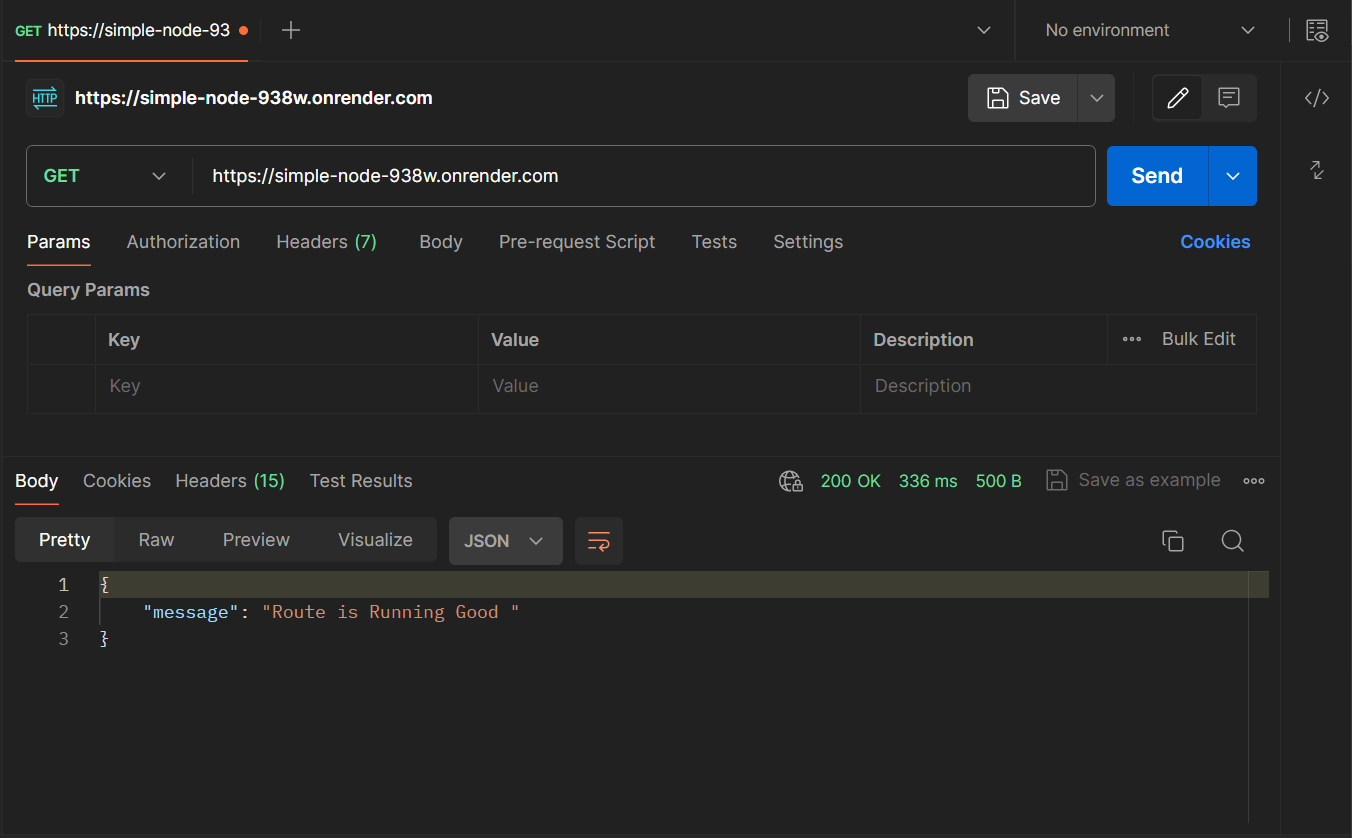 GET https://simple-node-93
No environment
HTTP https://simple-node-938w.onrender.com
Save
GET https://simple-node-938w.onrender.com Send
Params Authorization Headers (7) Body Pre-request Script Tests Settings Cookies
Query Params
Key Value Description Bulk Edit
Key Value Description
Body Cookies Headers (15) Test Results 200 OK 336 ms 500 B Save as example
Pretty Raw Preview Visualize JSON
1 {
2 "message": "Route is Running Good "
3 }